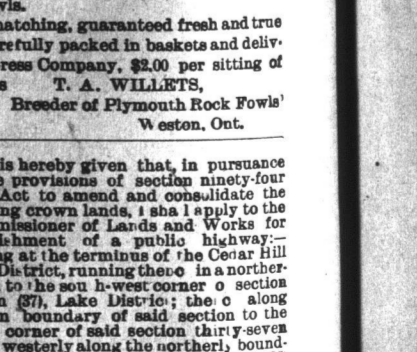 wis.
hatching, guaranteed fresh and true
refully packed in baskets and deliv-
ress Company, $2.00 per sitting of
s T. A. WILLETS,
Breeder of Plymouth Rock Fowls'
Weston, Ont.
is hereby given that, in pursuance
e provisions of section ninety-four
Act to amend and consolidate the
ng crown lands, I shall apply to the
missioner of Lands and Works for
lishment of a public highway:—
ng at the terminus of the Cedar Hill
District, running thence in a norther-
to the south-west corner o section
n (37), Lake District; thence along
n boundary of said section to the
corner of said section thirty-seven
westerly along the northerly bound-